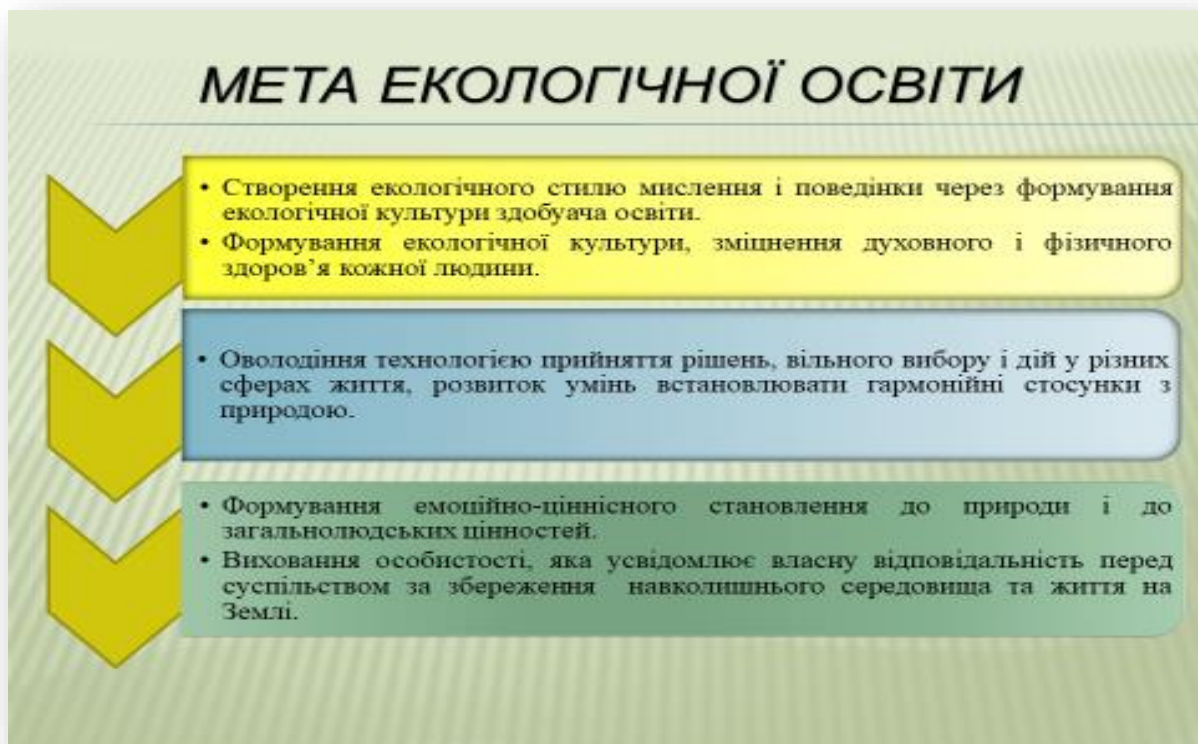 МЕТА ЕКОЛОГІЧНОЇ ОСВІТИ
• Створення екологічного стилю мислення і поведінки через формування
екологічної культури здобуача освіти.
• Формування екологічної культури, зміцнення духовного і фізичного
здоров’я кожної людини.
• Оволодіння технологією прийняття рішень, вільного вибору і дій у різних
сферах життя, розвиток умінь встановлювати гармонійні стосунки з
природою.
• Формування емоційно-ціннісного становлення до природи і до
загальнолюдських цінностей.
• Виховання особистості, яка усвідомлює власну відповідальність перед
суспільством за збереження навколишнього середовища та життя на
Землі.